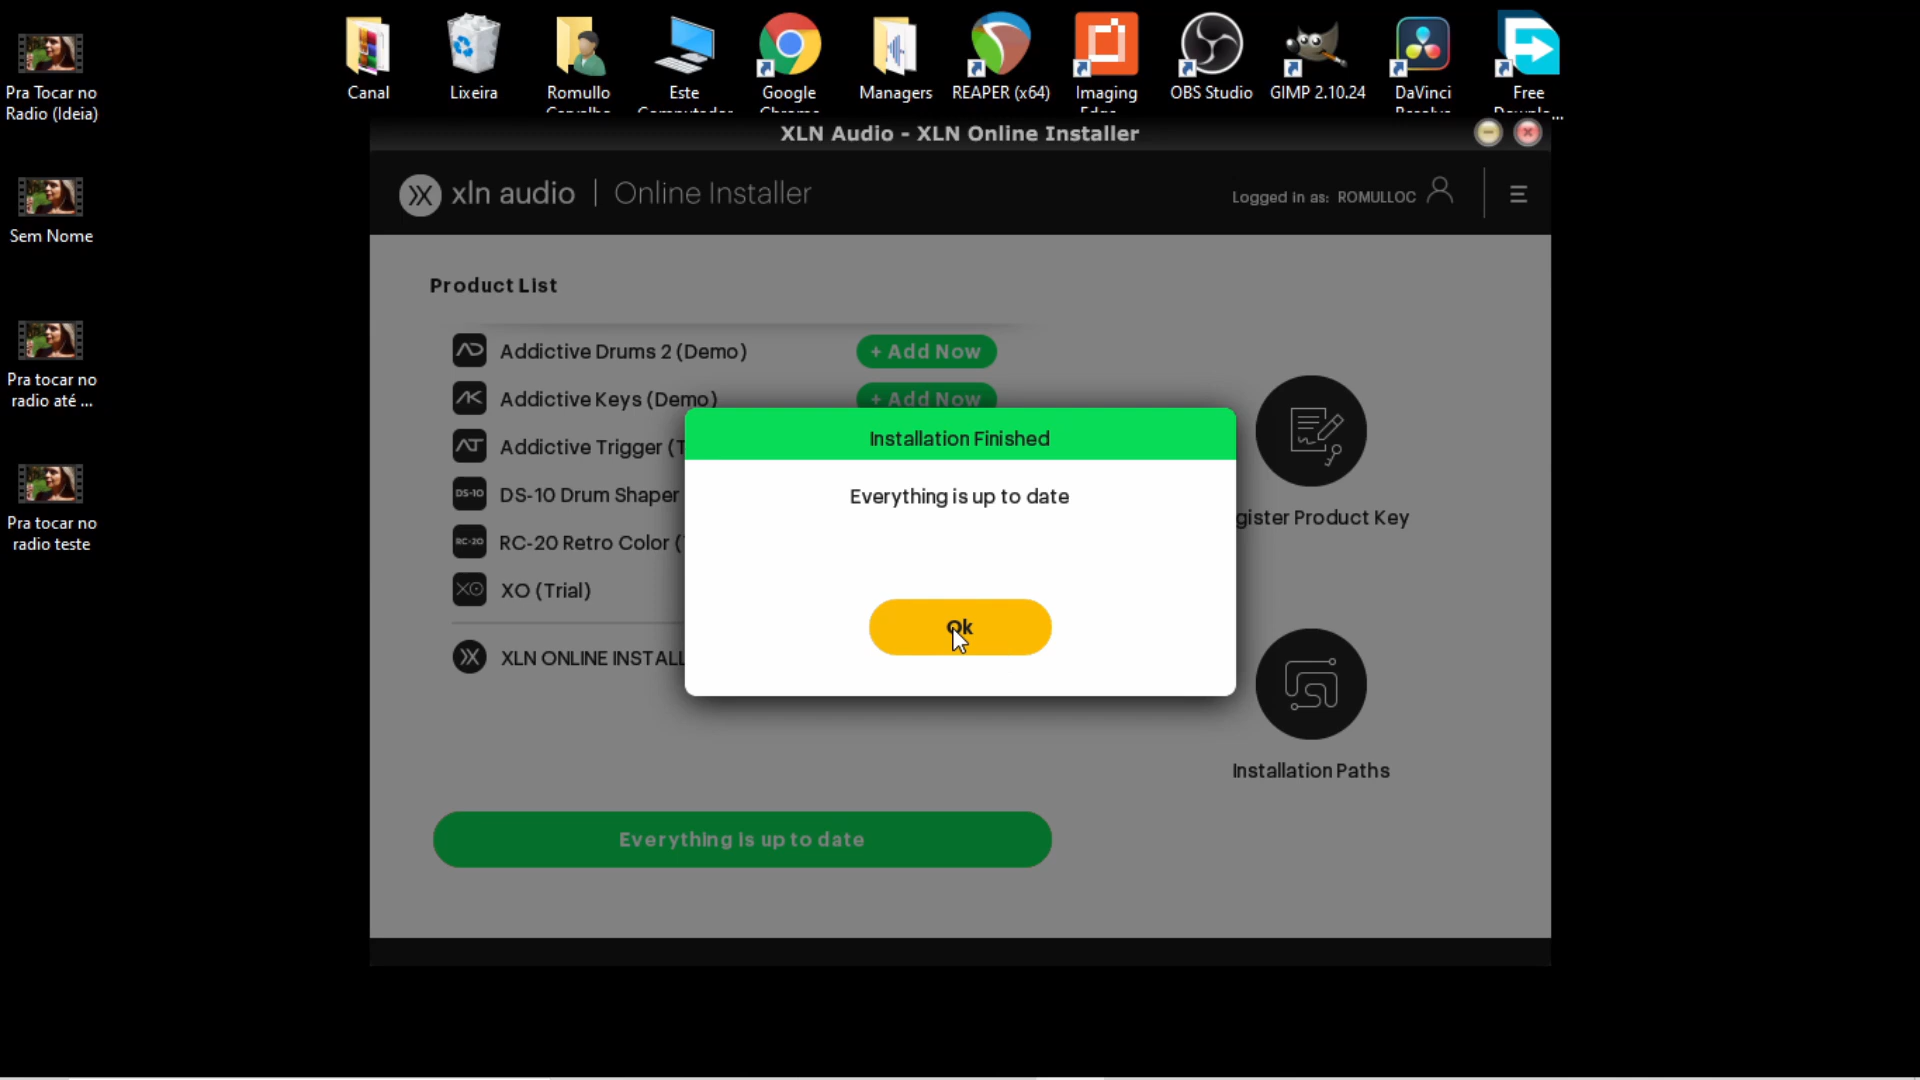 Pra Tocar no
Radio (Ideia)
Sem Nome
Pra tocar no
radio até ...
Pra tocar no
radio teste
Canal
Lixeira
Romullo
Este
Google
Managers
REAPER (x64)
Imaging
OBS Studio
GIMP 2.10.24
DaVinci
Free
XLN Audio - XLN Online Installer
xln audio | Online Installer
Logged in as: ROMULLOC
Product List
Addictive Drums 2 (Demo)
+ Add Now
Addictive Keys (Demo)
+ Add Now
Addictive Trigger (T
DS-10 DS-10 Drum Shaper
RC-20 RC-20 Retro Color (
XO (Trial)
XLN ONLINE INSTALL
Installation Finished
Everything is up to date
Ok
gister Product Key
Installation Paths
Everything is up to date